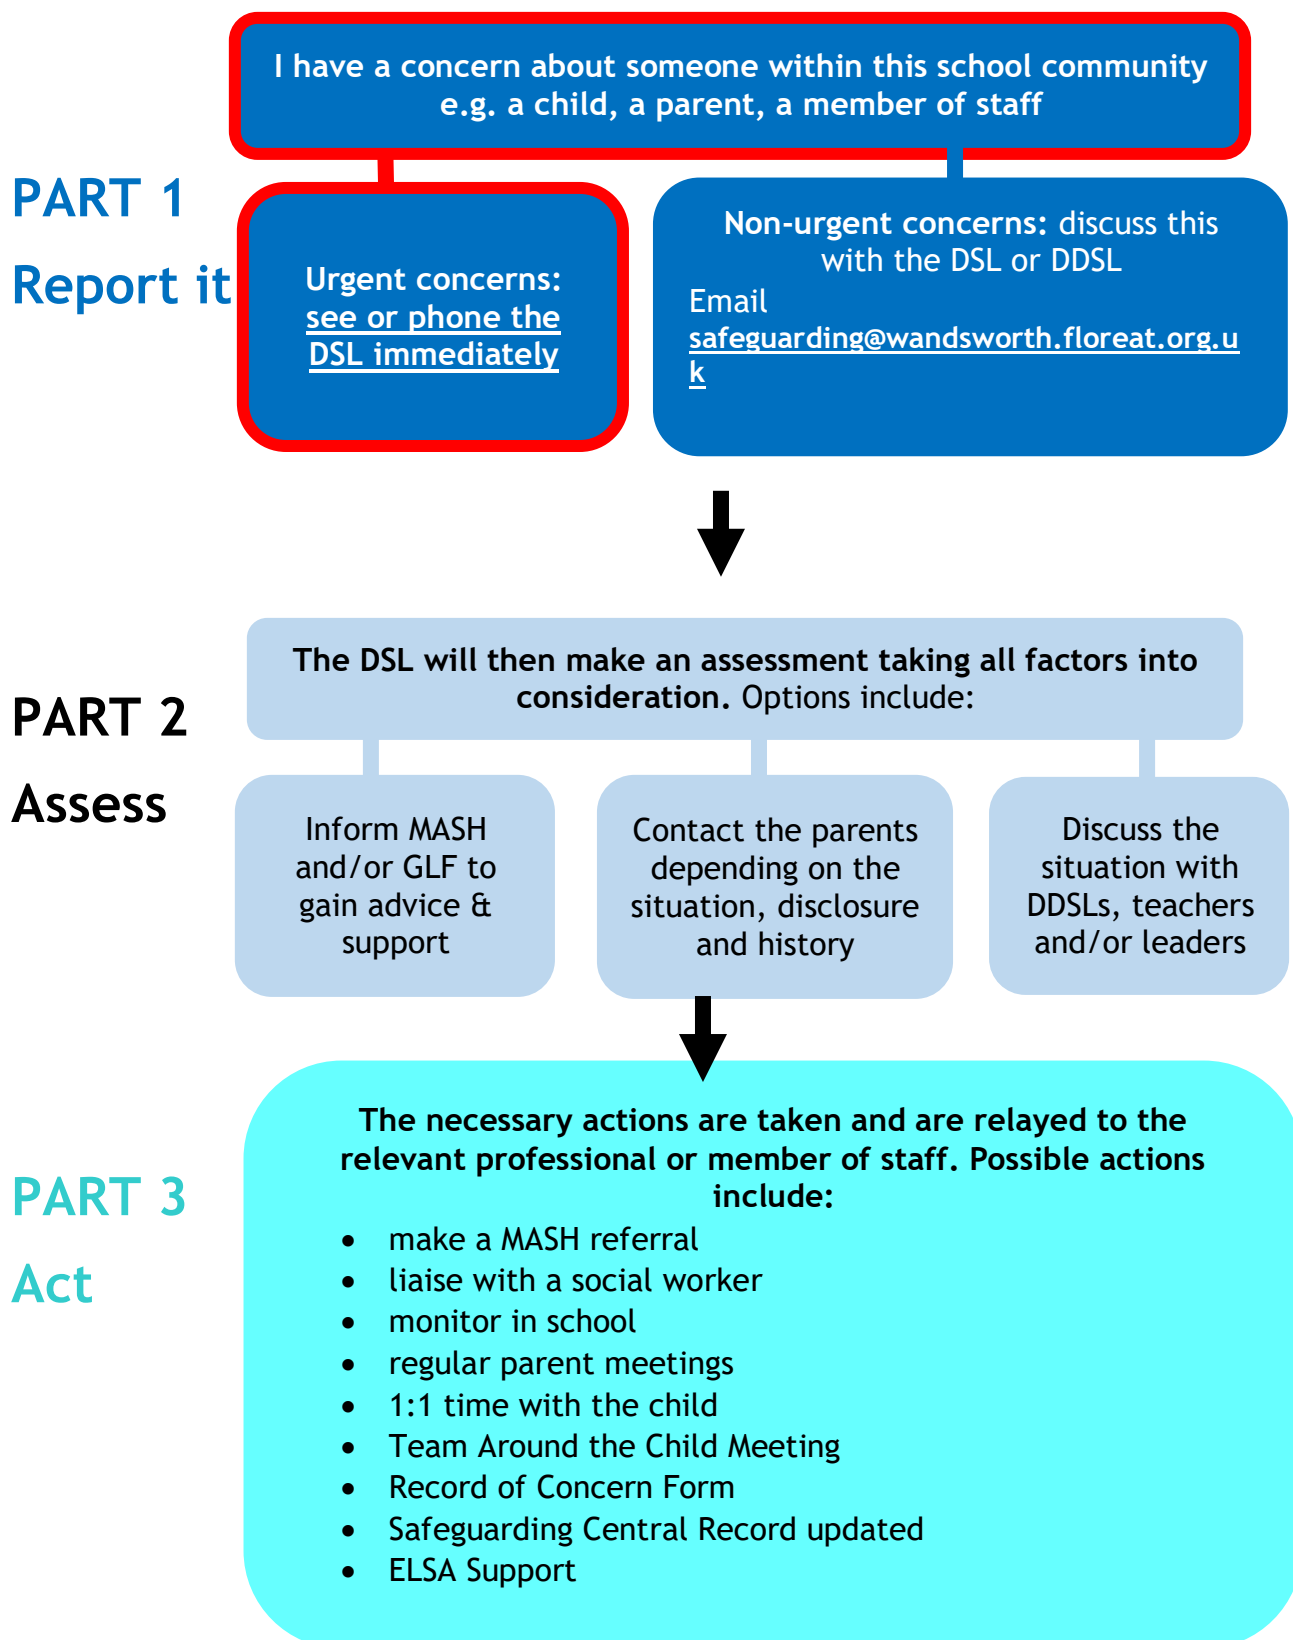 I have a concern about someone within this school community
e.g. a child, a parent, a member of staff
PART 1
Report it
Urgent concerns:
see or phone the
DSL immediately
Non-urgent concerns: discuss this
with the DSL or DDSL
Email
safeguarding@wandsworth.floreat.org.u
k
PART 2
Assess
The DSL will then make an assessment taking all factors into
consideration. Options include:
Inform MASH
and/or GLF to
gain advice &
support
Contact the parents
depending on the
situation, disclosure
and history
Discuss the
situation with
DDSLs, teachers
and/or leaders
PART 3
Act
The necessary actions are taken and are relayed to the
relevant professional or member of staff. Possible actions
include:
• make a MASH referral
• liaise with a social worker
• monitor in school
• regular parent meetings
• 1:1 time with the child
• Team Around the Child Meeting
• Record of Concern Form
• Safeguarding Central Record updated
• ELSA Support